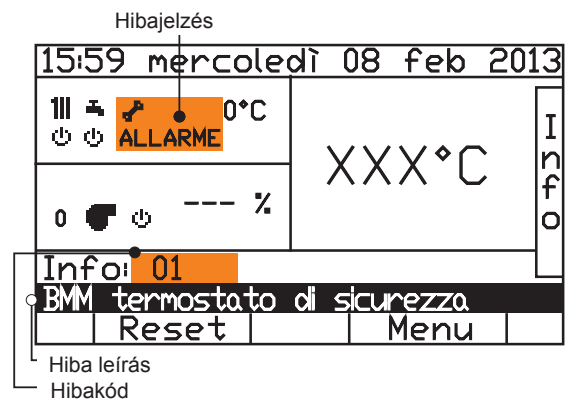 Hibajelzés
15:59 mercoledì 08 feb 2013
0°C
ALLARME
XXX°C
Info
0 --- %
Info: 01
BMM termostato di sicurezza
Reset Menu
Hiba leírás
Hibakód